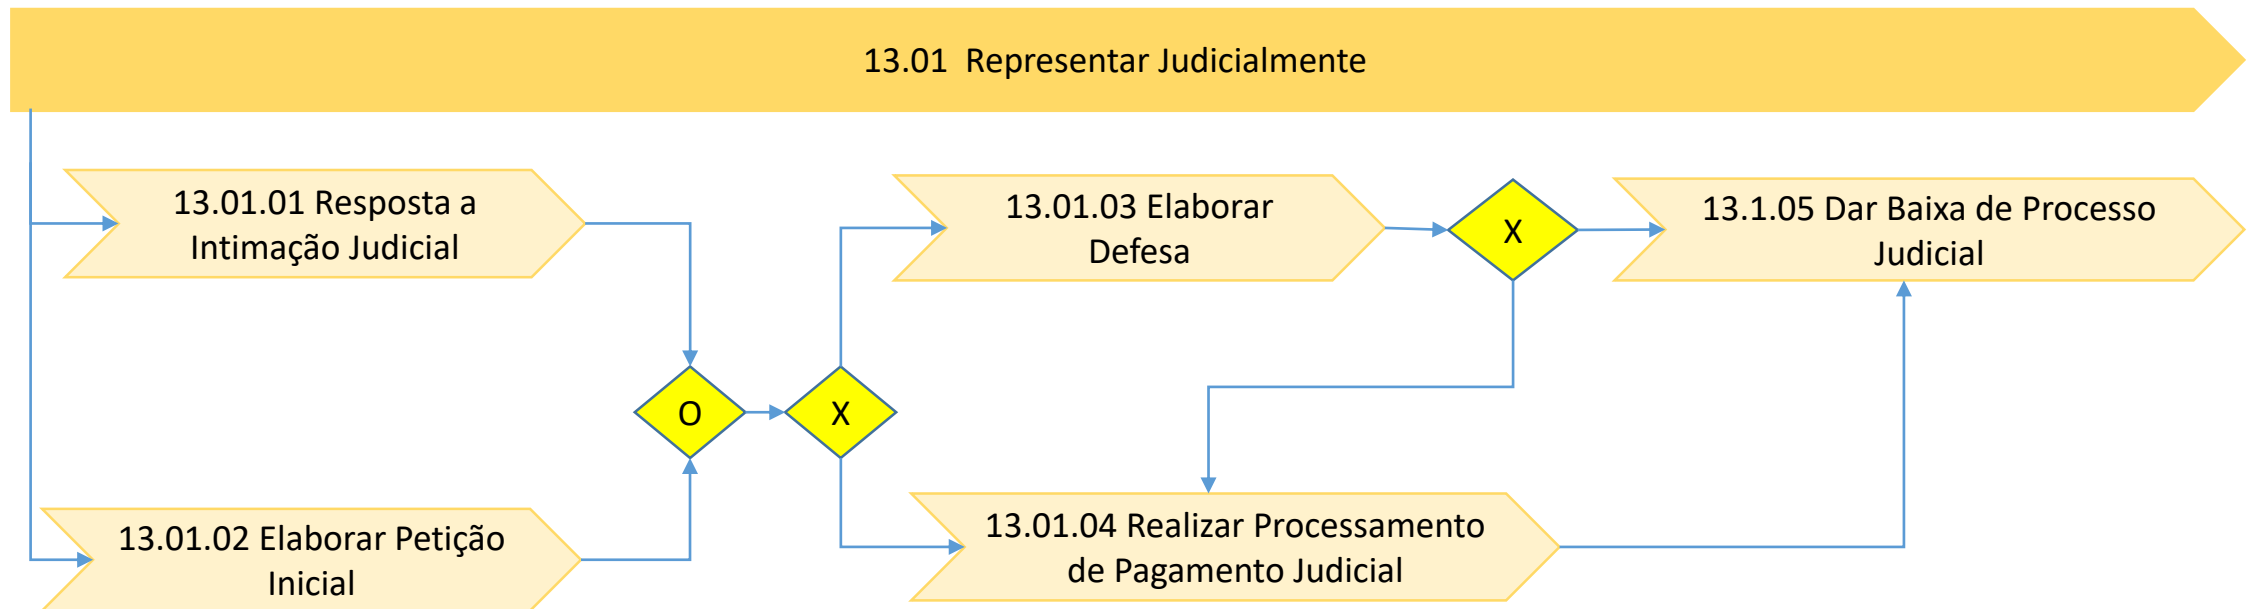 13.01 Representar Judicialmente
13.01.01 Resposta a
Intimação Judicial
13.01.03 Elaborar
Defesa
X
13.1.05 Dar Baixa de Processo
Judicial
O
X
13.01.02 Elaborar Petição
Inicial
13.01.04 Realizar Processamento
de Pagamento Judicial